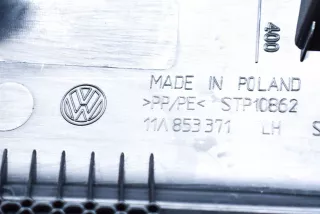 400
MADE IN POLAND
>PP/PE< STP10862
11A 853 371 LH S